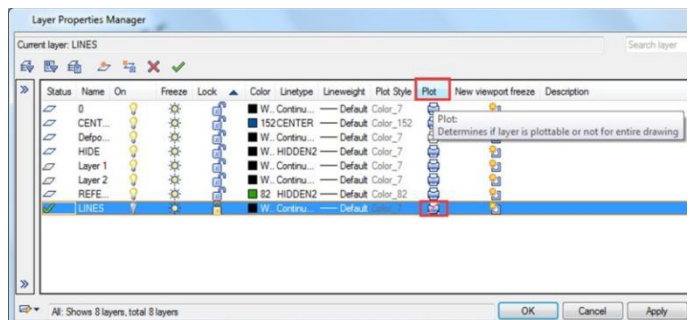 Layer Properties Manager
Current layer: LINES
Search layer
Status Name On Freeze Lock Color Linetype Lineweight Plot Style Plot New viewport freeze Description
0 W... Continu... Default Color_7
CENT... 152 CENTER Default Color_152
Plot:
Defpo... W... Continu... Default Color_7
Determines if layer is plottable or not for entire drawing
HIDE W... HIDDEN2 Default Color_7
Layer 1 W... Continu... Default Color_7
Layer 2 W... Continu... Default Color_7
REFE... 82 HIDDEN2 Default Color_82
LINES W... Continu... Default Color_7
All: Shows 8 layers, total 8 layers
OK Cancel Apply